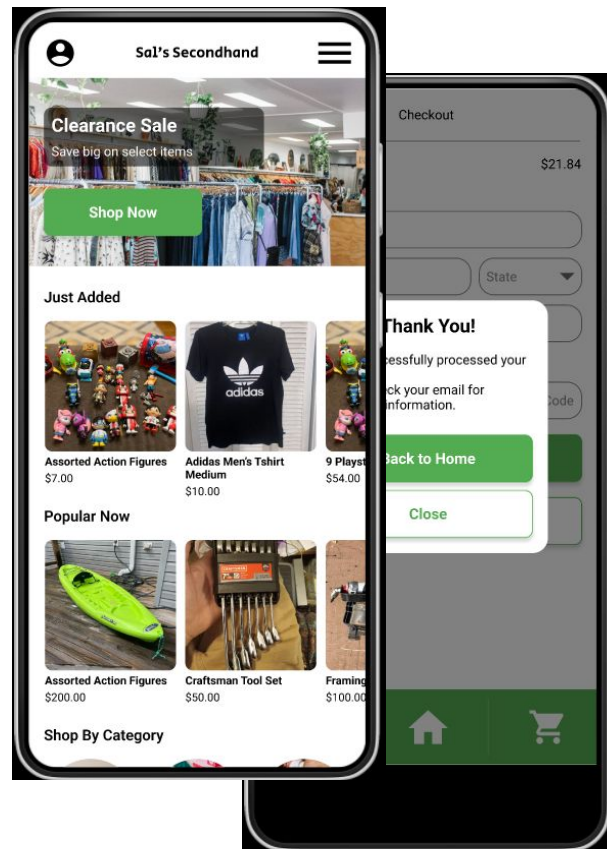 Sal's Secondhand
Clearance Sale
Save big on select items
Shop Now
Just Added
adidas
Assorted Action Figures
$7.00
Adidas Men's Tshirt
Medium
$10.00
9 Playst
$54.00
Popular Now
Assorted Action Figures
$200.00
Craftsman Tool Set
$50.00
Framing
$100.00
Shop By Category
Checkout
$21.84
State
Thank You!
cessfully processed your
ck your email for
information.
Code
Back to Home
Close